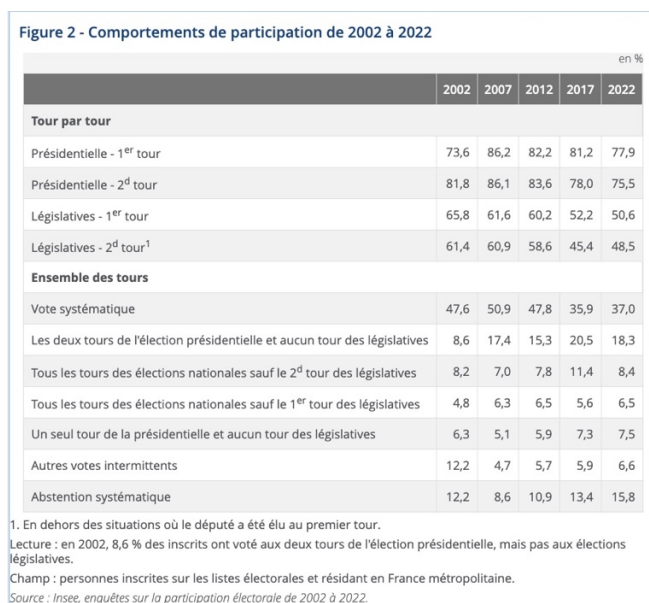 Figure 2 - Comportements de participation de 2002 à 2022
en %
2002 2007 2012 2017 2022
Tour par tour
Présidentielle - 1er tour 73,6 86,2 82,2 81,2 77,9
Présidentielle - 2d tour 81,8 86,1 83,6 78,0 75,5
Législatives - 1er tour 65,8 61,6 60,2 52,2 50,6
Législatives - 2d tour1 61,4 60,9 58,6 45,4 48,5
Ensemble des tours
Vote systématique 47,6 50,9 47,8 35,9 37,0
Les deux tours de l'élection présidentielle et aucun tour des législatives 8,6 17,4 15,3 20,5 18,3
Tous les tours des élections nationales sauf le 2d tour des législatives 8,2 7,0 7,8 11,4 8,4
Tous les tours des élections nationales sauf le 1er tour des législatives 4,8 6,3 6,5 5,6 6,5
Un seul tour de la présidentielle et aucun tour des législatives 6,3 5,1 5,9 7,3 7,5
Autres votes intermittents 12,2 4,7 5,7 5,9 6,6
Abstention systématique 12,2 8,6 10,9 13,4 15,8
1. En dehors des situations où le député a été élu au premier tour.
Lecture : en 2002, 8,6 % des inscrits ont voté aux deux tours de l'élection présidentielle, mais pas aux élections
législatives.
Champ : personnes inscrites sur les listes électorales et résidant en France métropolitaine.
Source : Insee, enquêtes sur la participation électorale de 2002 à 2022.